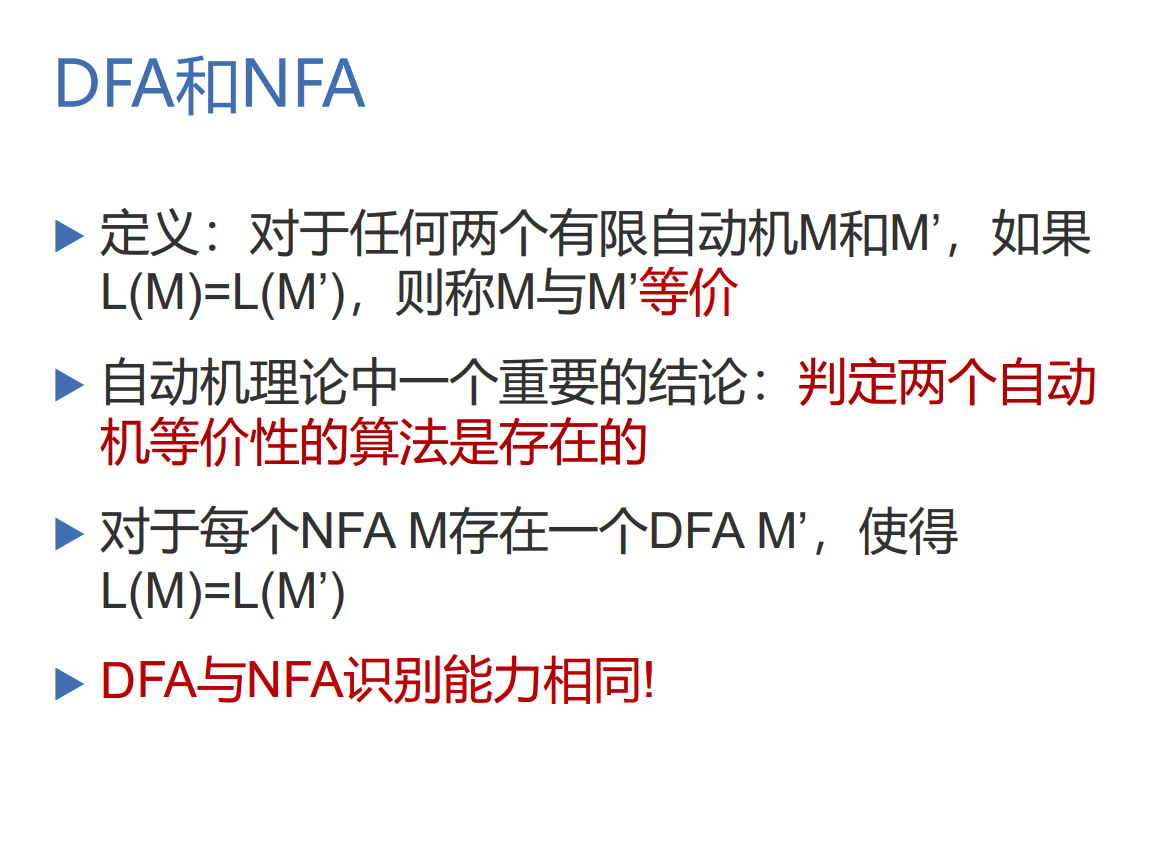 DFA和NFA
定义：对于任何两个有限自动机M和M’，如果
L(M)=L(M’)，则称M与M’等价
自动机理论中一个重要的结论：判定两个自动
机等价性的算法是存在的
对于每个NFA M存在一个DFA M’，使得
L(M)=L(M’)
DFA与NFA识别能力相同!